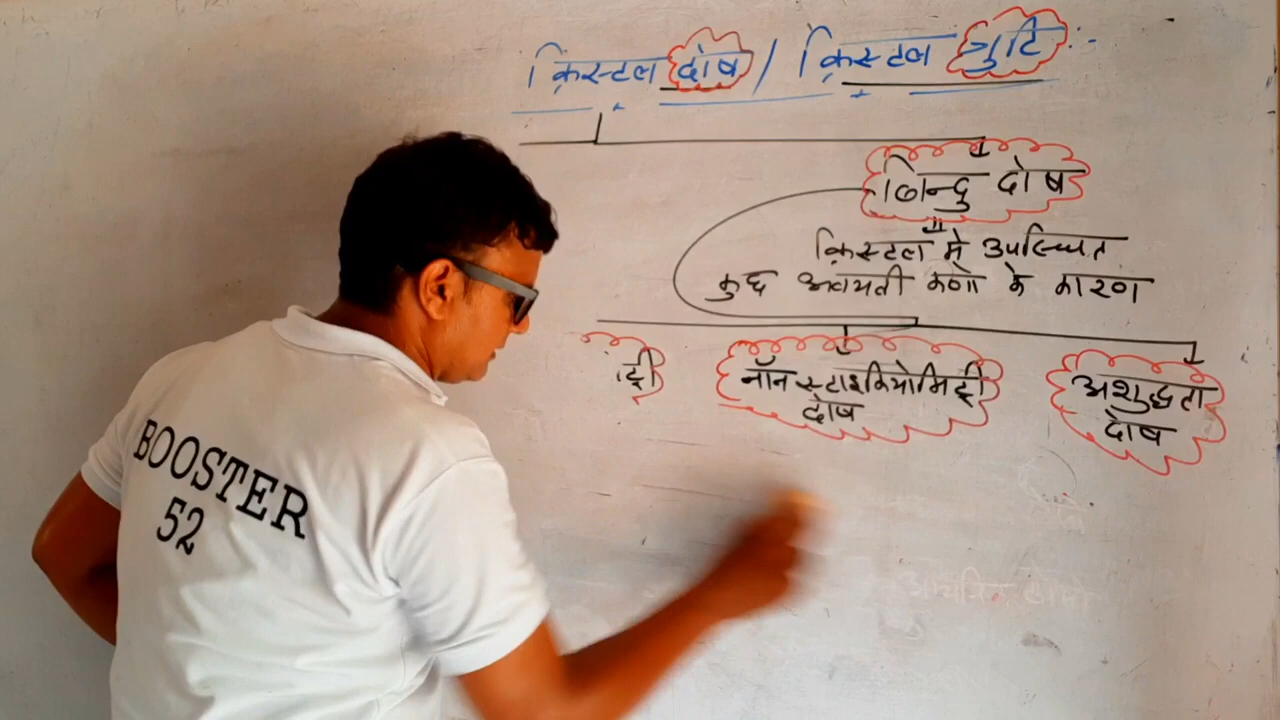 क्रिस्टल दोष / क्रिस्टल त्रुटि :-
बिन्दु दोष
क्रिस्टल मे उपस्थित
कुछ अवयवी कणो के कारण
ट्री
नॉन स्टाइकियोमिट्री
दोष
अशुद्धता
दोष
BOOSTER
52